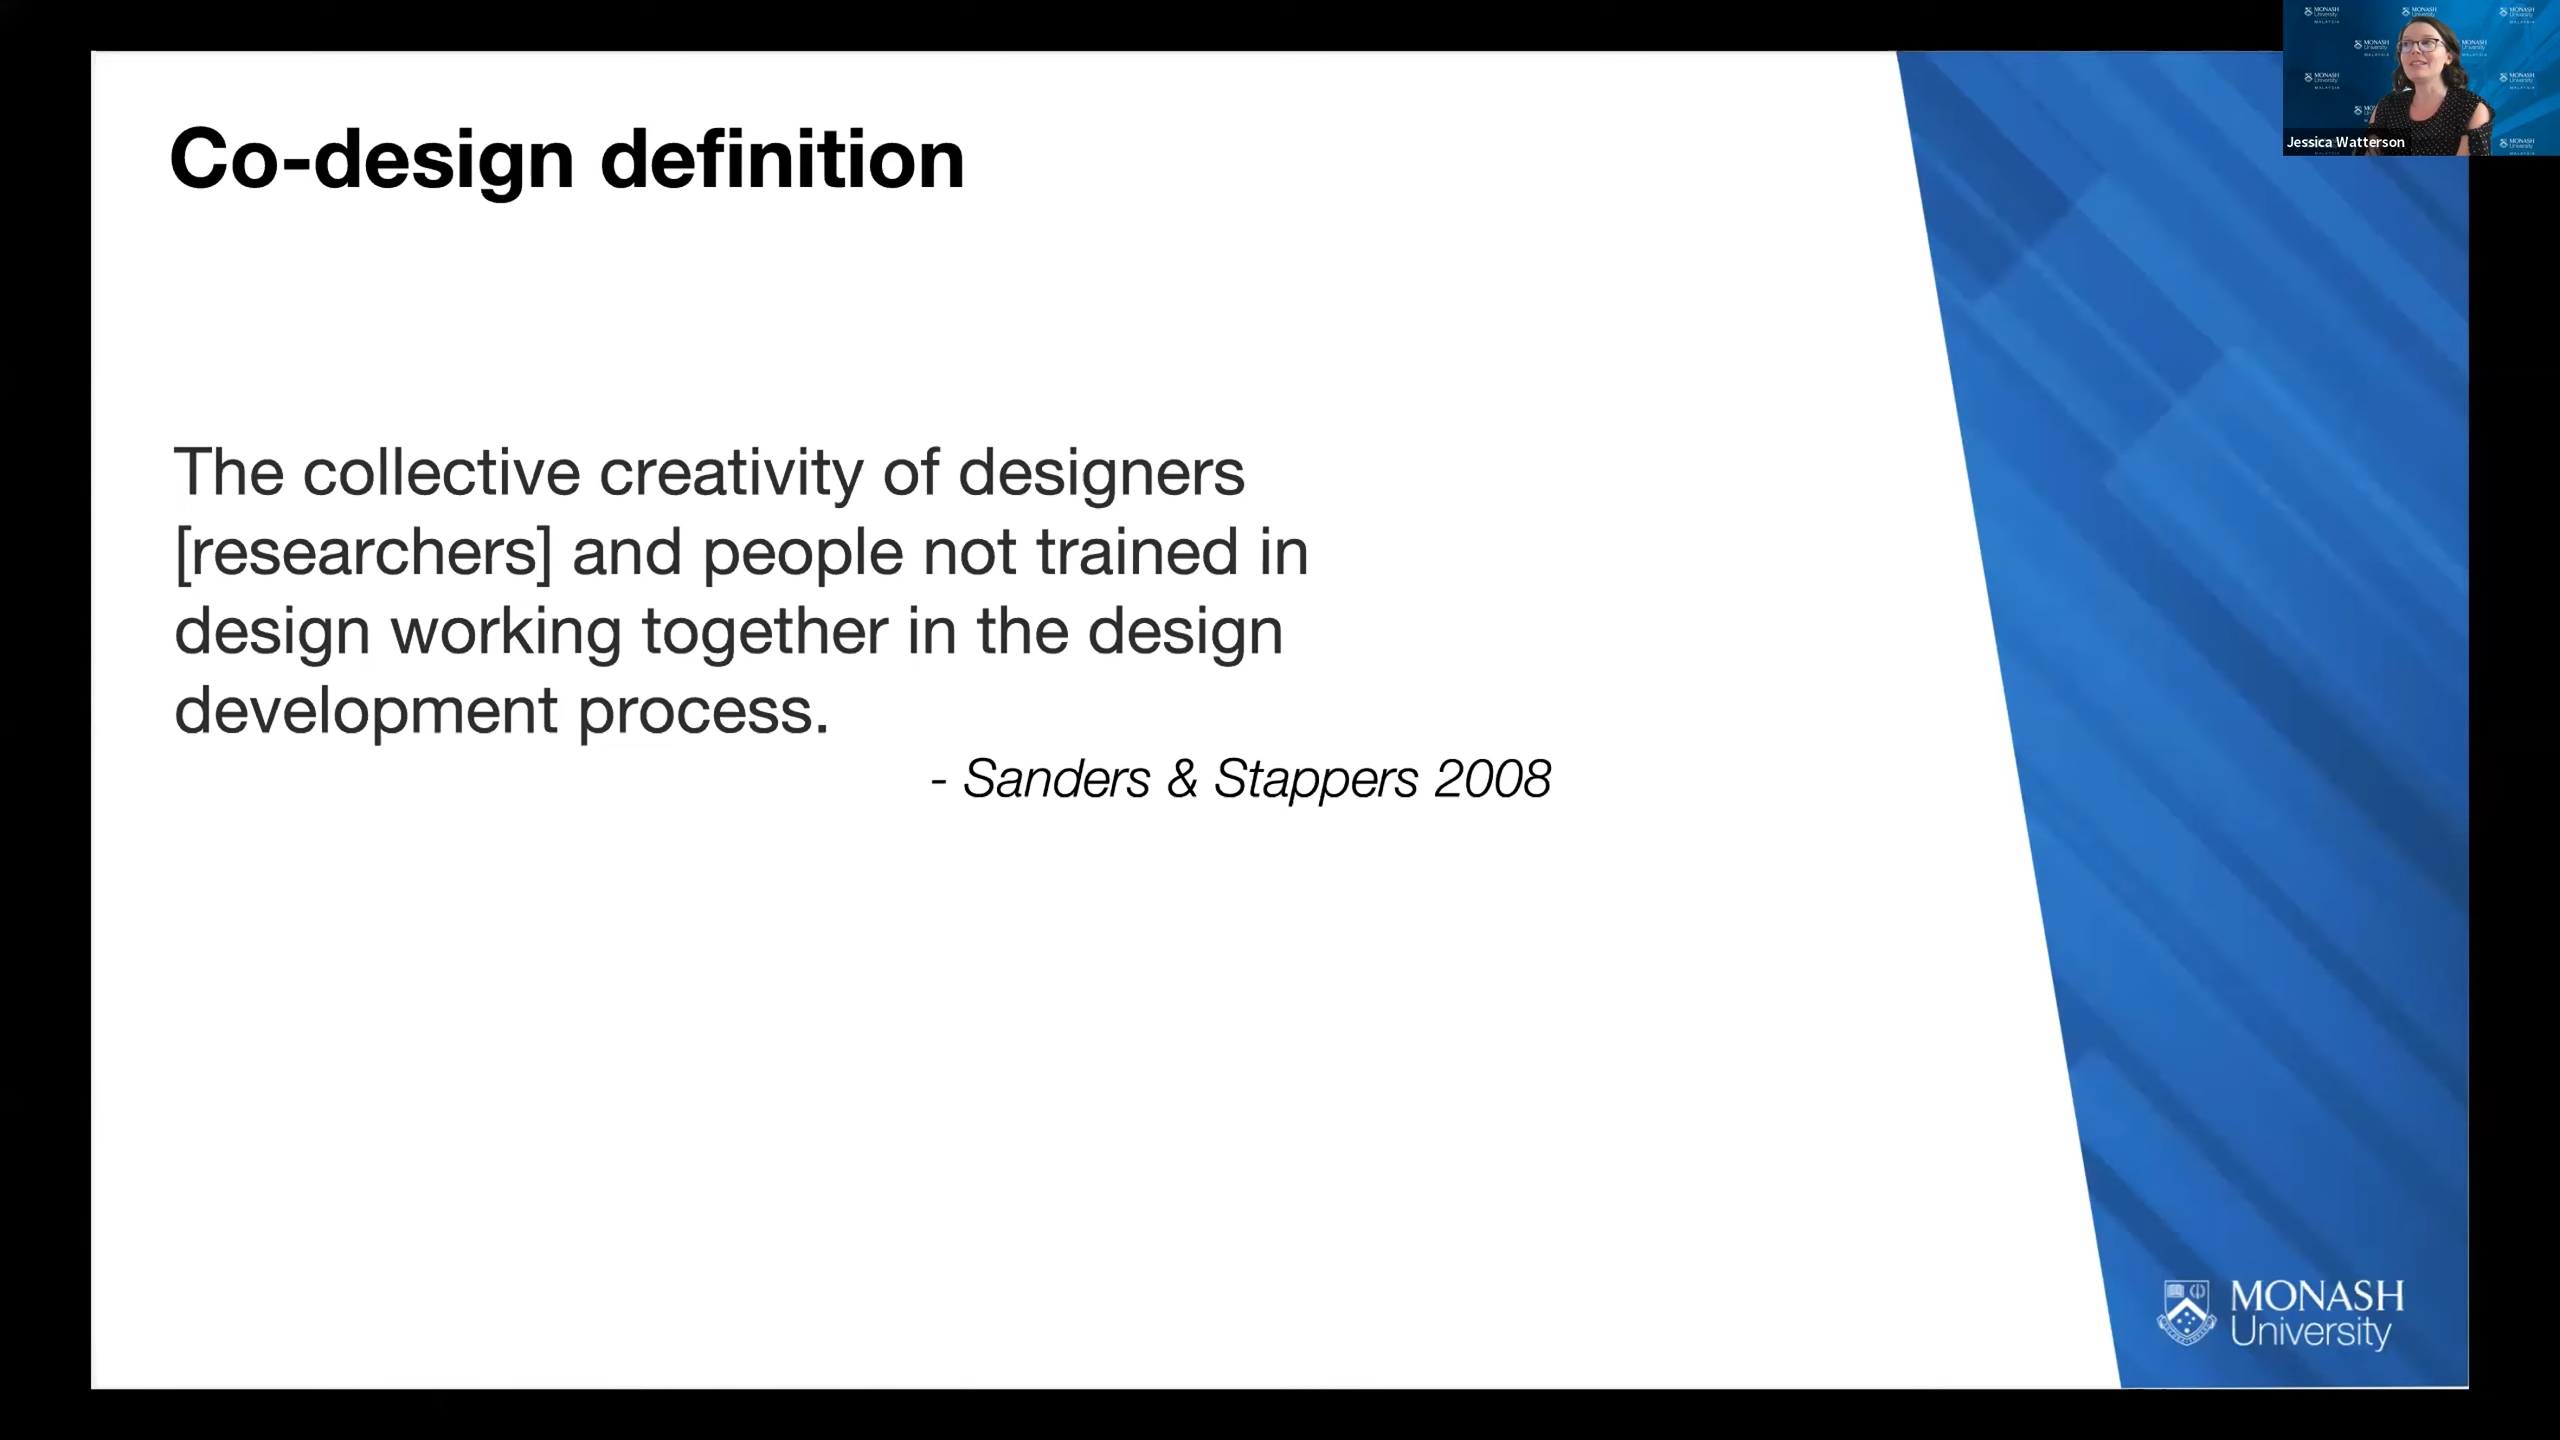 Co-design definition
The collective creativity of designers
[researchers] and people not trained in
design working together in the design
development process.
- Sanders & Stappers 2008
Jessica Watterson
MONASH
University